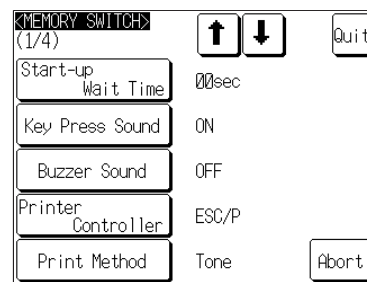 <MEMORY SWITCH>
(1/4)
Quit
Start-up
Wait Time
00sec
Key Press Sound
ON
Buzzer Sound
OFF
Printer
Controller
ESC/P
Print Method
Tone
Abort